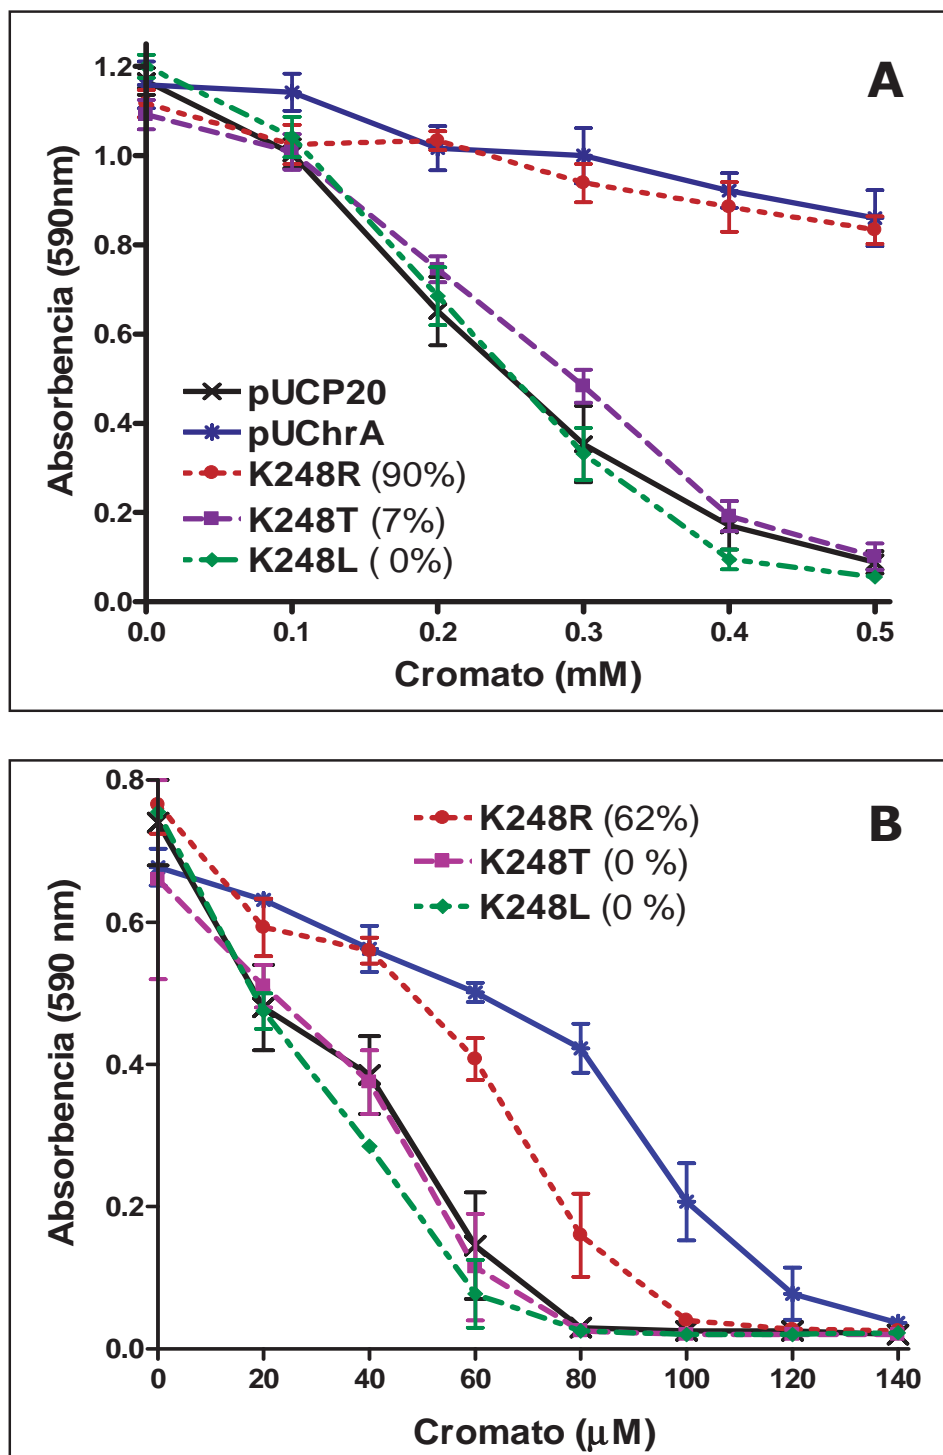 A
Absorbencia (590nm)
1.2
1.0
0.8
0.6
0.4
0.2
0.0
pUCP20
pUChrA
K248R (90%)
K248T (7%)
K248L ( 0%)
0.0 0.1 0.2 0.3 0.4 0.5
Cromato (mM)
B
Absorbencia (590 nm)
0.8
0.6
0.4
0.2
0.0
K248R (62%)
K248T (0 %)
K248L (0 %)
0 20 40 60 80 100 120 140
Cromato (μM)